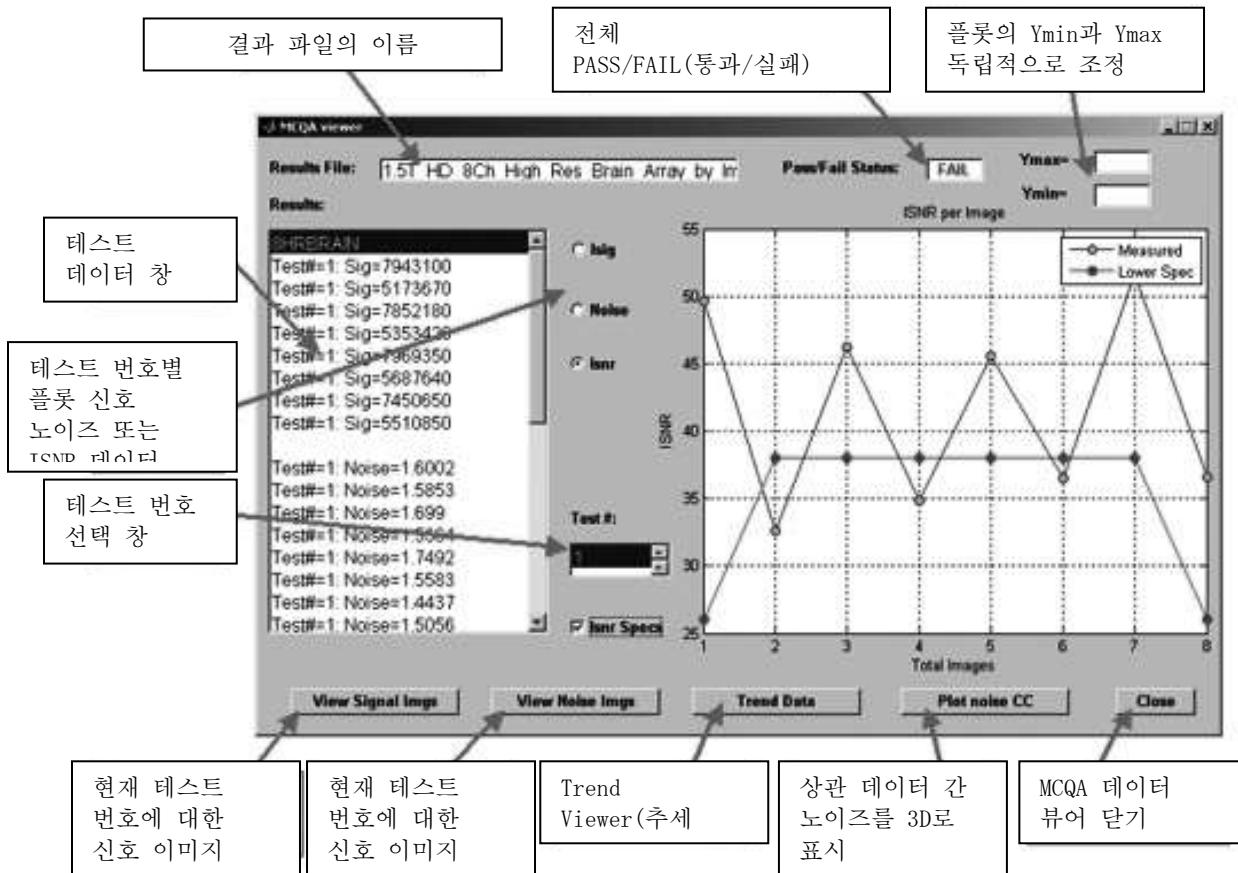 결과 파일의 이름
전체
PASS/FAIL(통과/실패)
플롯의 Ymin과 Ymax
독립적으로 조정
MCQA viewer
Results File:
1.5T HD 8Ch High Res Brain Array by Im
Pass/Fail Status:
FAIL
Ymax=
Ymin=
Results:
8HRBRAIN
Test#=1: Sig=7943100
Test#=1: Sig=5173670
Test#=1: Sig=7852180
Test#=1:
Test#=1: Sig=7969350
Test#=1: Sig=5687640
Test#=1: Sig=7450650
Test#=1: Sig=5510850
Test#=1: Noise=1.6002
Test#=1: Noise=1.5853
Test#=1: Noise=1.699
Test#=1:
Test#=1: Noise=1.7492
Test#=1: Noise=1.5583
Test#=1: Noise=1.4437
Test#=1: Noise=1.5056
Isig
Noise
Isnr
Test #:
1
Isnr Specs
ISNR per Image
Measured
Lower Spec
55
50
45
40
35
30
25
ISNR
1 2 3 4 5 6 7 8
Total Images
View Signal Imgs
View Noise Imgs
Trend Data
Plot noise CC
Close
테스트
데이터 창
테스트 번호별
플롯 신호
노이즈 또는
ISNR 데이터
테스트 번호
선택 창
현재 테스트
번호에 대한
신호 이미지
현재 테스트
번호에 대한
신호 이미지
Trend
Viewer(추세
상관 데이터 간
노이즈를 3D로
표시
MCQA 데이터
뷰어 닫기